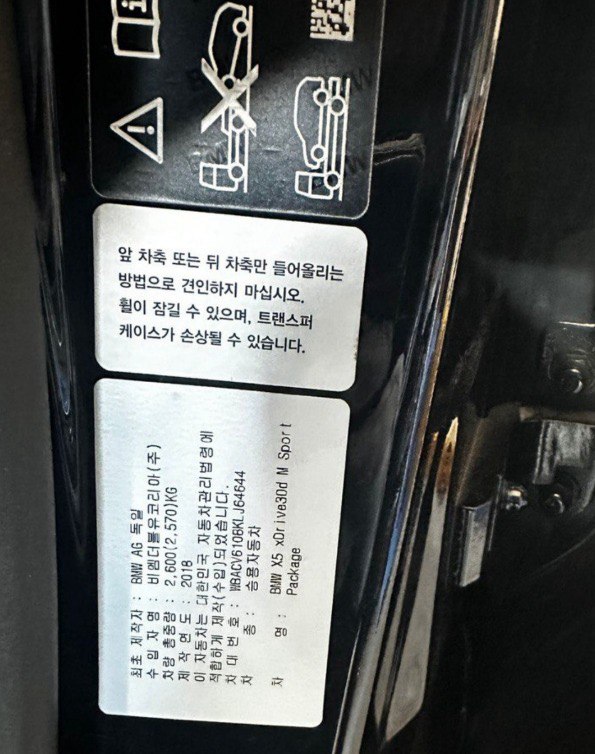 앞 차축 또는 뒤 차축만 들어올리는
방법으로 견인하지 마십시오.
휠이 잠길 수 있으며, 트랜스퍼
케이스가 손상될 수 있습니다.
최초 제작자 : BMW AG 독일
수 입 자 명 : 비엠더블유코리아(주)
차량 총중량 : 2,600(2,570)KG
제 작 연 도 : 2018
이 자동차는 대한민국 자동차관리법령에
적합하게 제작(수입)되었습니다.
차 대 번 호 : WBACV6106KLJ64644
차 종 : 승용자동차
차 명 : BMW X5 xDrive30d M Sport
Package